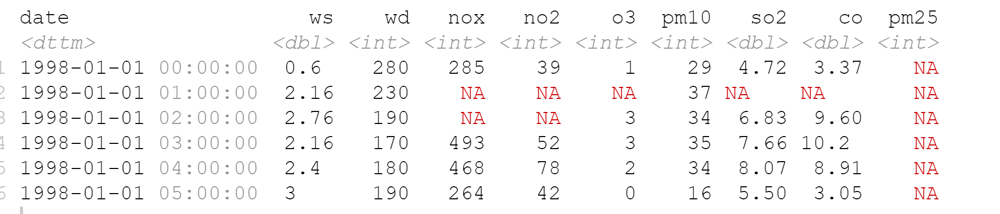 date ws wd nox no2 o3 pm10 so2 co pm25
<dttm> <dbl> <int> <int> <int> <int> <int> <dbl> <dbl> <int>
1 1998-01-01 00:00:00 0.6 280 285 39 1 29 4.72 3.37 NA
2 1998-01-01 01:00:00 2.16 230 NA NA NA 37 NA NA NA
3 1998-01-01 02:00:00 2.76 190 NA NA 3 34 6.83 9.60 NA
4 1998-01-01 03:00:00 2.16 170 493 52 3 35 7.66 10.2 NA
5 1998-01-01 04:00:00 2.4 180 468 78 2 34 8.07 8.91 NA
6 1998-01-01 05:00:00 3 190 264 42 0 16 5.50 3.05 NA